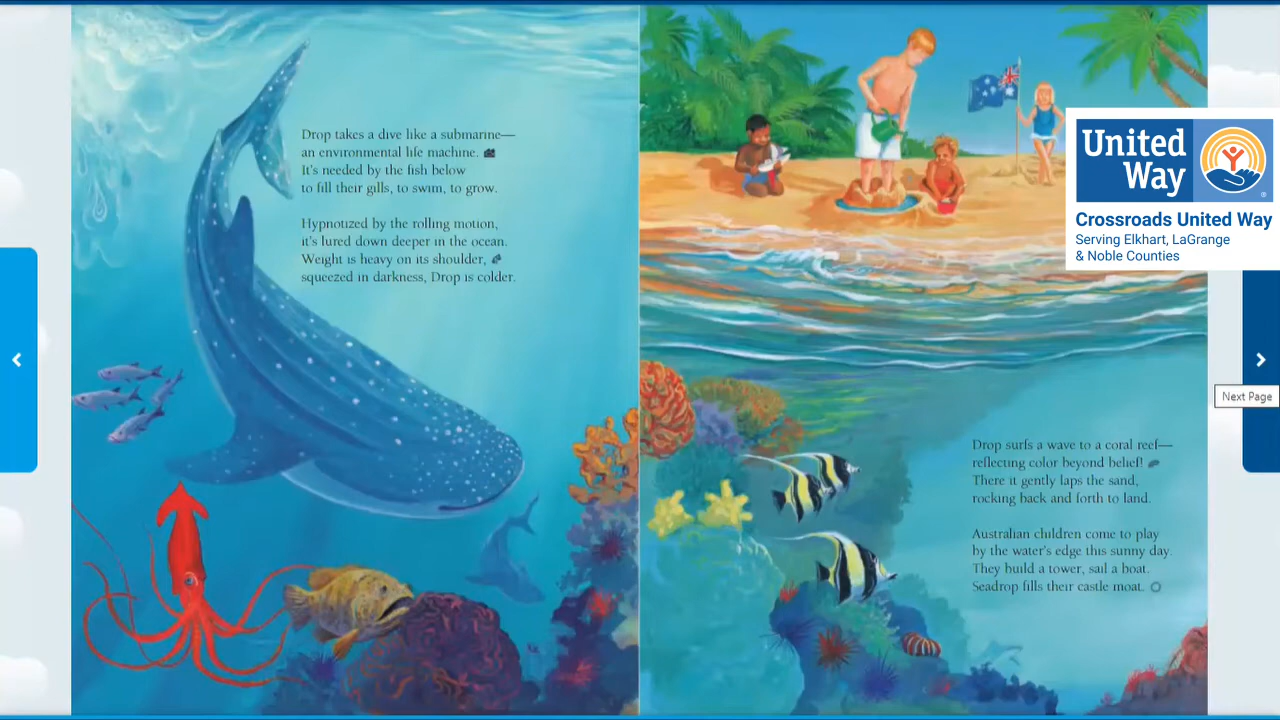 Drop takes a dive like a submarine—
an environmental life machine.
It's needed by the fish below
to fill their gills, to swim, to grow.
Hypnotized by the rolling motion,
it's lured down deeper in the ocean.
Weight is heavy on its shoulder,
squeezed in darkness, Drop is colder.
United
Way
Crossroads United Way
Serving Elkhart, LaGrange
& Noble Counties
Next Page
Drop surfs a wave to a coral reef—
reflecting color beyond belief!
There it gently laps the sand,
rocking back and forth to land.
Australian children come to play
by the water's edge this sunny day.
They build a tower, sail a boat.
Seadrop fills their castle moat.